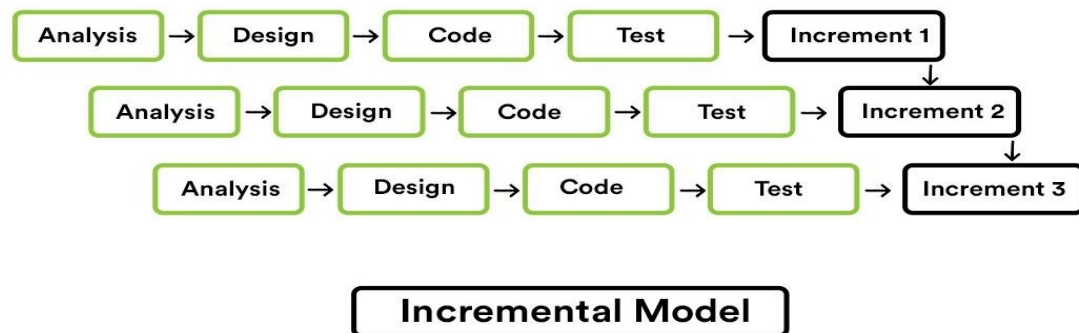 Analysis → Design → Code → Test → Increment 1
Analysis → Design → Code → Test → Increment 2
Analysis → Design → Code → Test → Increment 3
Incremental Model